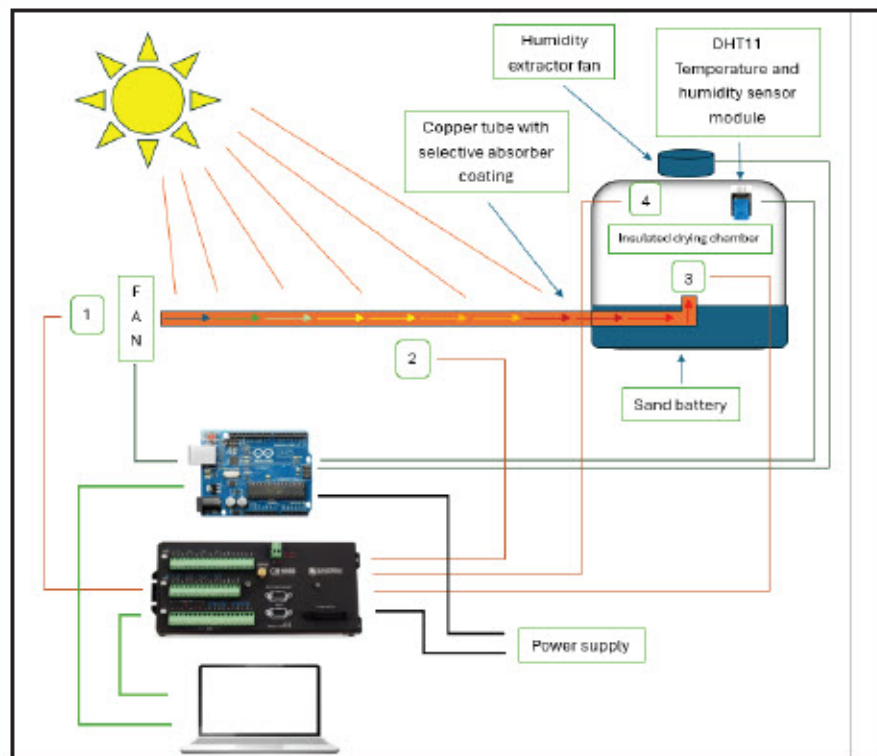 Humidity
extractor fan
DHT11
Temperature and
humidity sensor
module
Copper tube with
selective absorber
coating
4
Insulated drying chamber
3
1
F
A
N
2
Sand battery
Power supply